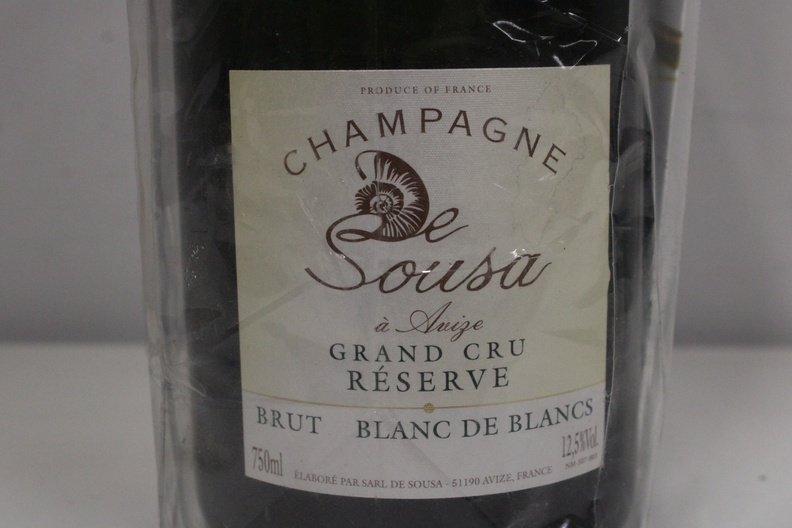 PRODUCE OF FRANCE
CHAMPAGNE
De
Sousa
à Avize
GRAND CRU
RÉSERVE
BRUT BLANC DE BLANCS
750ml 12,5%Vol.
ÉLABORÉ PAR SARL DE SOUSA - 51190 AVIZE, FRANCE